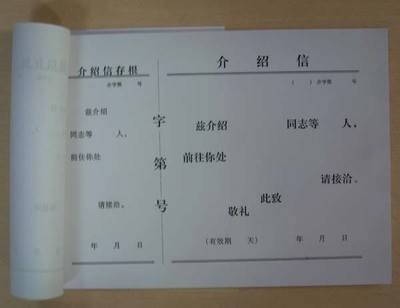 介绍信存根
介字第 号
兹介绍
同志等 人,
前往你处
请接洽。
年 月 日
字第号
介绍信
( ) 介字第 号
兹介绍 同志等 人,
前往你处
请接洽。
此致
敬礼
(有效期 天) 年 月 日